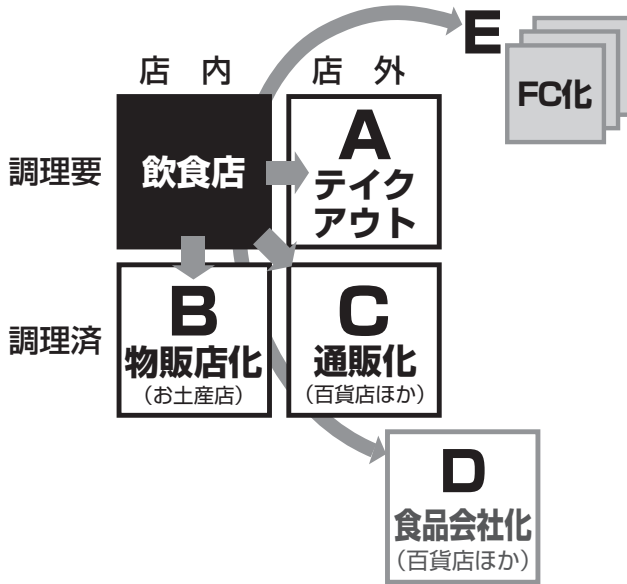 E
FC化
店内
店外
調理要
飲食店
A
テイク
アウト
調理済
B
物販店化
（お土産店）
C
通販化
（百貨店ほか）
D
食品会社化
（百貨店ほか）